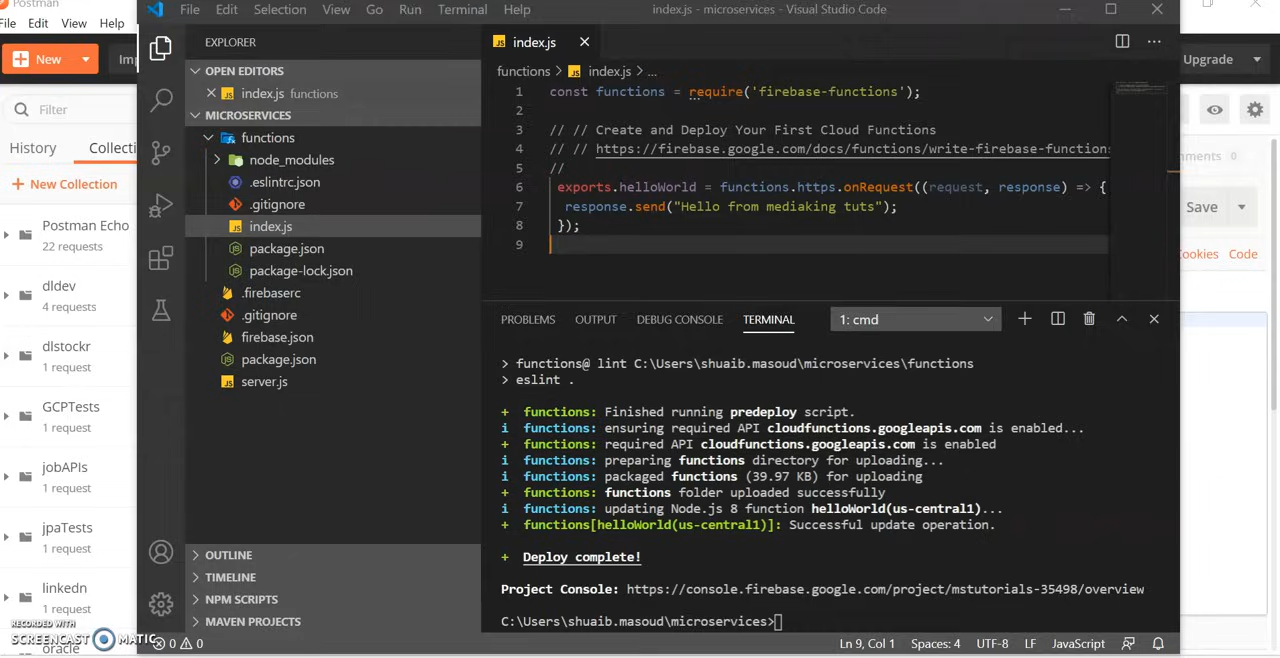 Postman
File Edit View Help
New
Filter
History
New Collection
Postman Echo
22 requests
dldev
4 requests
dlstockr
1 request
GCPTests
1 request
jobAPIs
1 request
jpaTests
1 request
linkedn
1 request
oracle
RECORDED WITH
SCREENCAST MATIC
File Edit Selection View Go Run Terminal Help
index.js - microservices - Visual Studio Code
EXPLORER
OPEN EDITORS
index.js functions
MICROSERVICES
functions
node_modules
.eslintrc.json
.gitignore
index.js
package.json
package-lock.json
.firebaserc
.gitignore
firebase.json
package.json
server.js
OUTLINE
TIMELINE
NPM SCRIPTS
MAVEN PROJECTS
index.js
functions > index.js > ...
1 const functions = require('firebase-functions');
2
3 // // Create and Deploy Your First Cloud Functions
4 // // https://firebase.google.com/docs/functions/write-firebase-functions
5 //
6 exports.helloWorld = functions.https.onRequest((request, response) => {
7 response.send("Hello from mediaking tuts");
8 });
9
PROBLEMS OUTPUT DEBUG CONSOLE TERMINAL 1: cmd
> functions@ lint C:\Users\shuaib.masoud\microservices\functions
> eslint .
+ functions: Finished running predeploy script.
i functions: ensuring required API cloudfunctions.googleapis.com is enabled...
+ functions: required API cloudfunctions.googleapis.com is enabled
i functions: preparing functions directory for uploading...
i functions: packaged functions (39.97 KB) for uploading
+ functions: functions folder uploaded successfully
i functions: updating Node.js 8 function helloWorld(us-central1)...
+ functions[helloWorld(us-central1)]: Successful update operation.
+ Deploy complete!
Project Console: https://console.firebase.google.com/project/mstutorials-35498/overview
C:\Users\shuaib.masoud\microservices>
0 0
Ln 9, Col 1 Spaces: 4 UTF-8 LF JavaScript
Upgrade
0
Save
Code